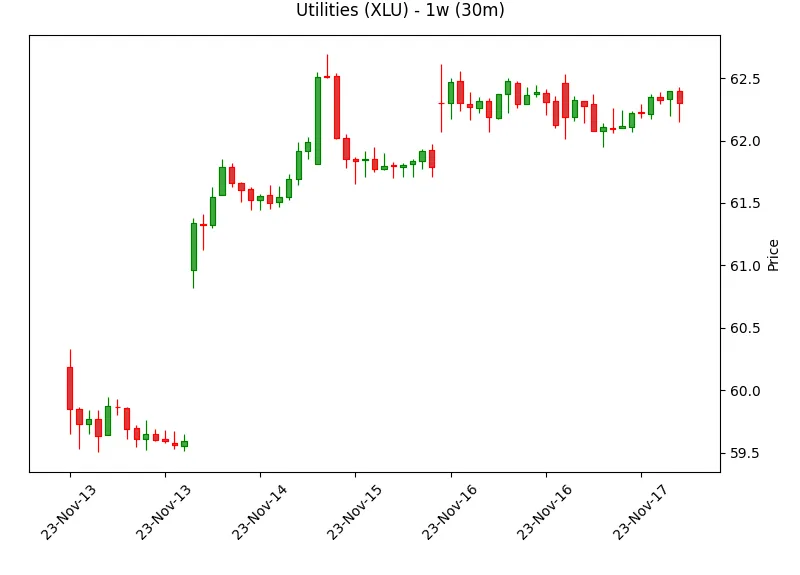 Utilities (XLU) - 1w (30m)
62.5
62.0
61.5
61.0
60.5
60.0
59.5
Price
23-Nov-13
23-Nov-13
23-Nov-14
23-Nov-15
23-Nov-16
23-Nov-16
23-Nov-17